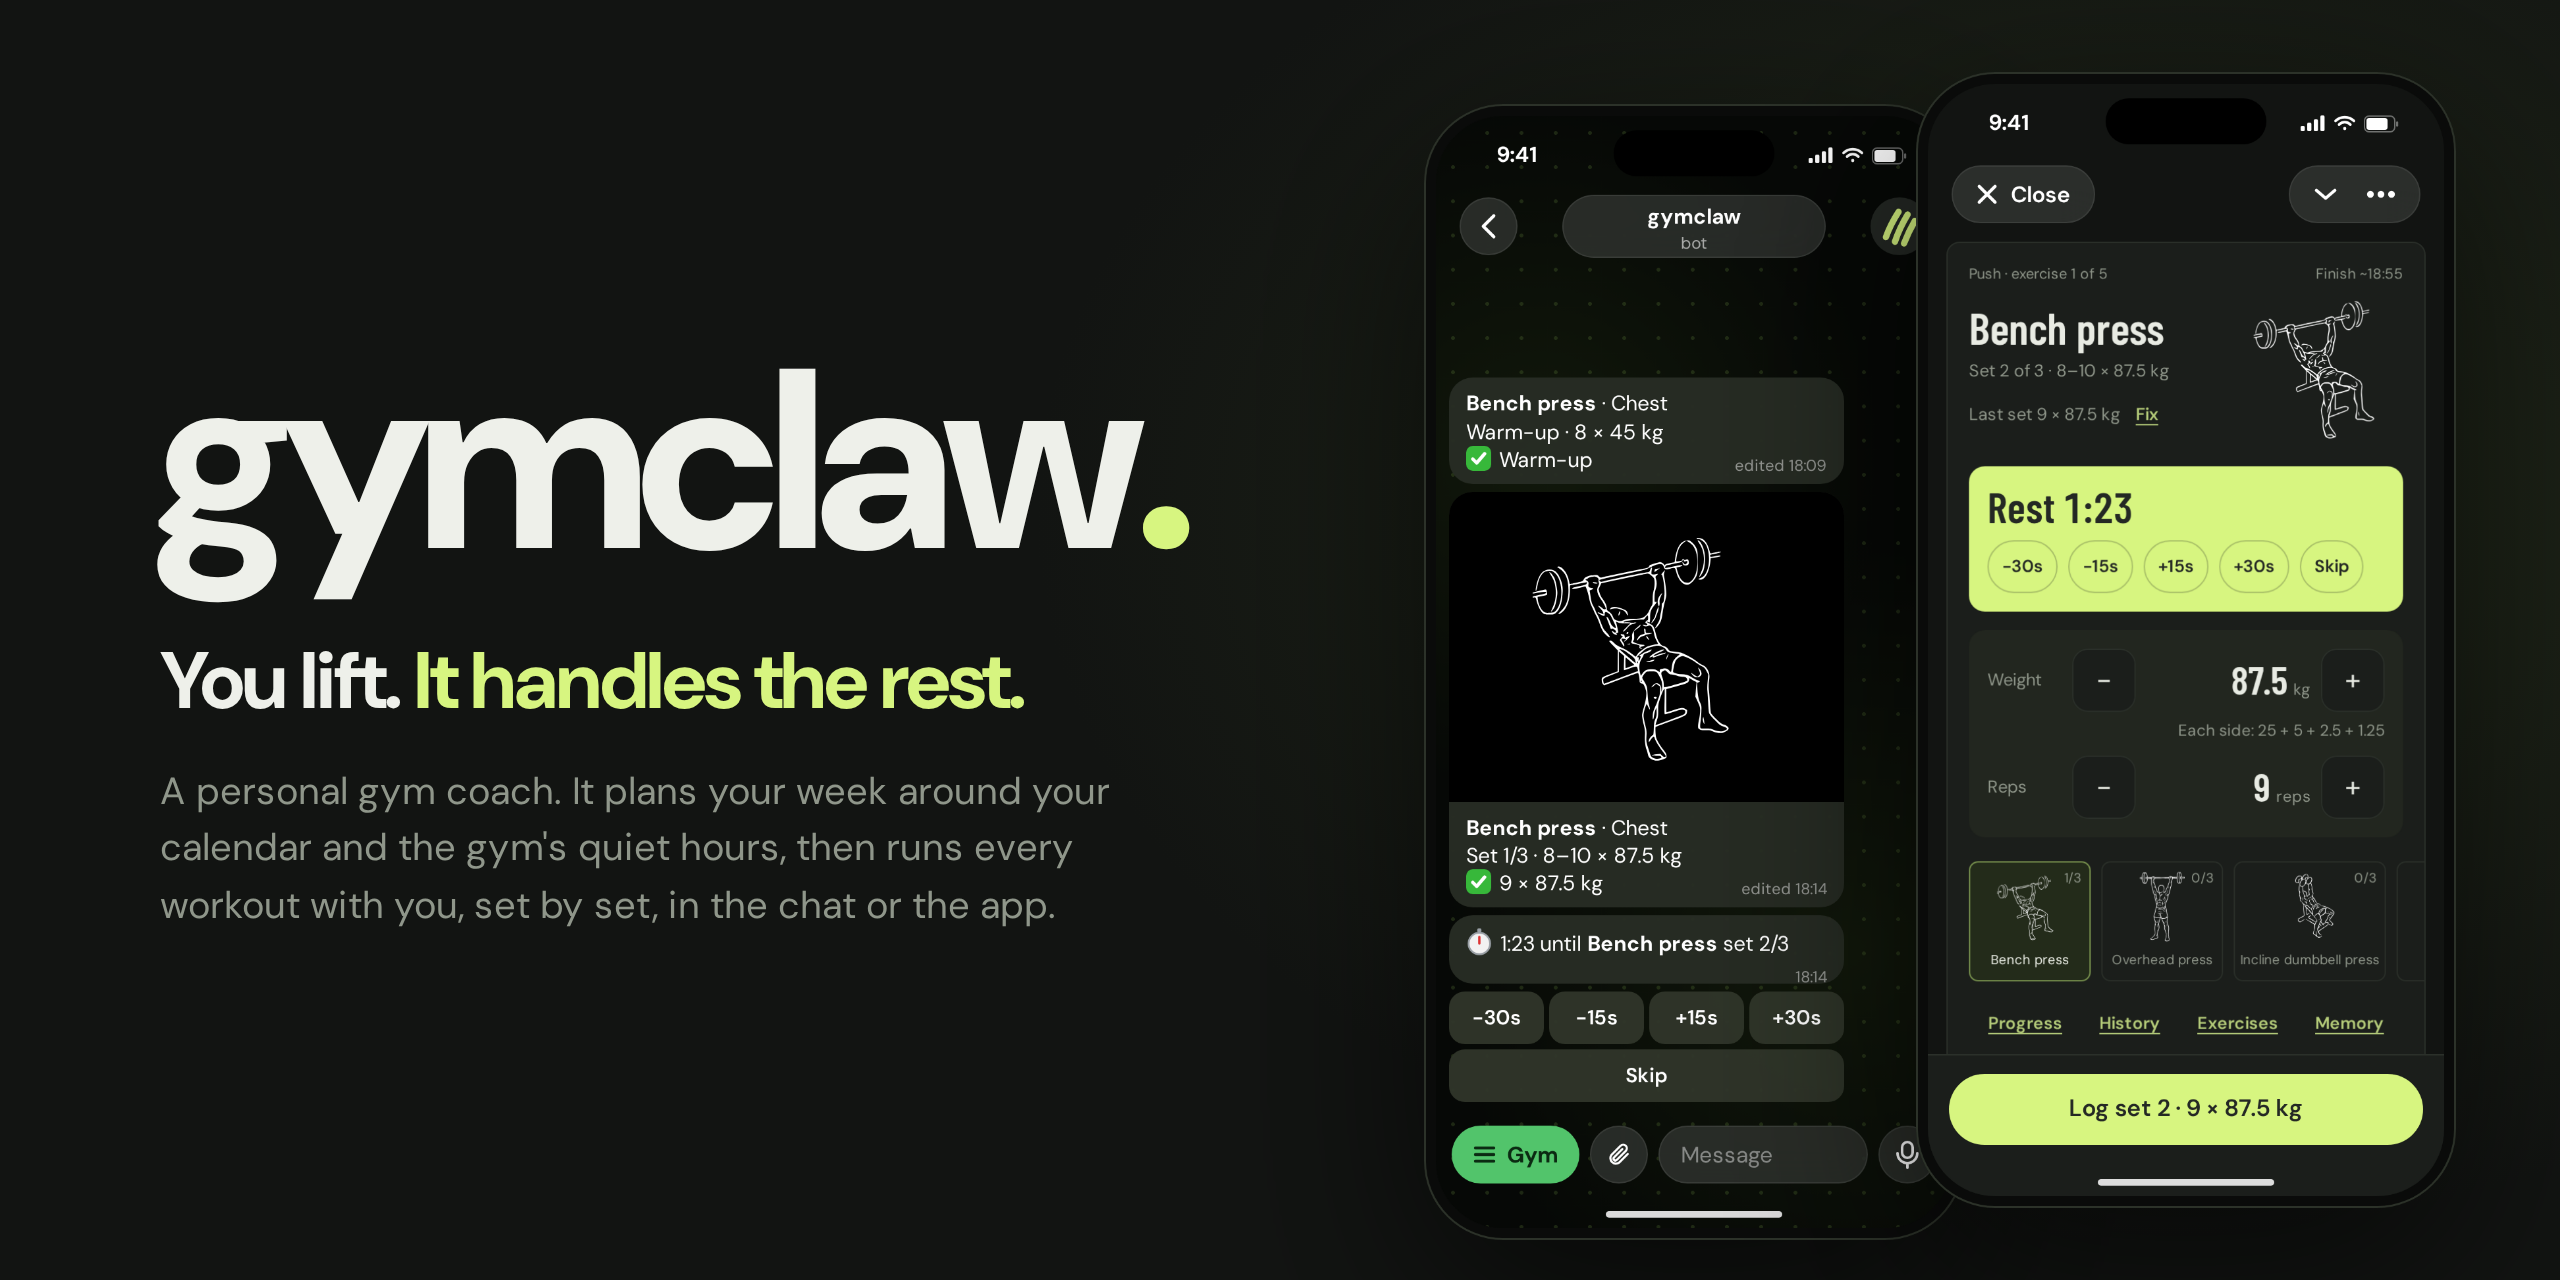 gymclaw.
You lift. It handles the rest.
A personal gym coach. It plans your week around your
calendar and the gym's quiet hours, then runs every
workout with you, set by set, in the chat or the app.
9:41
gymclaw
bot
Bench press · Chest
Warm-up · 8 × 45 kg
✅ Warm-up
edited 18:09
Bench press · Chest
Set 1/3 · 8–10 × 87.5 kg
✅ 9 × 87.5 kg
edited 18:14
⏱ 1:23 until Bench press set 2/3
18:14
-30s
-15s
+15s
+30s
Skip
Gym
Message
9:41
Close
Push · exercise 1 of 5
Finish ~18:55
Bench press
Set 2 of 3 · 8–10 × 87.5 kg
Last set 9 × 87.5 kg Fix
Rest 1:23
-30s
-15s
+15s
+30s
Skip
Weight
−
87.5 kg
+
Each side: 25 + 5 + 2.5 + 1.25
Reps
−
9 reps
+
1/3
Bench press
0/3
Overhead press
0/3
Incline dumbbell press
Progress
History
Exercises
Memory
Log set 2 · 9 × 87.5 kg